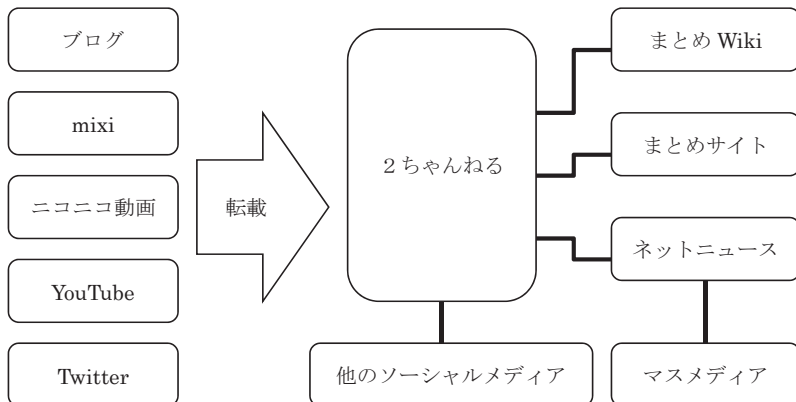 ブログ
mixi
ニコニコ動画
YouTube
Twitter
転載
2ちゃんねる
他のソーシャルメディア
まとめ Wiki
まとめサイト
ネットニュース
マスメディア